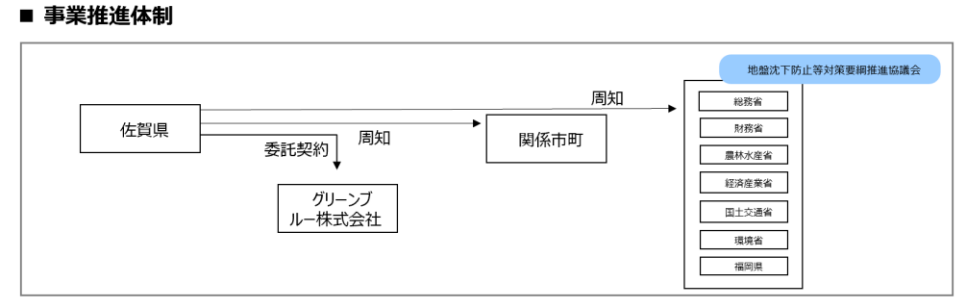 ■ 事業推進体制
地盤沈下防止等対策要綱推進協議会
周知
佐賀県
周知
委託契約
関係市町
グリーンブ
ルー株式会社
総務省
財務省
農林水産省
経済産業省
国土交通省
環境省
福岡県